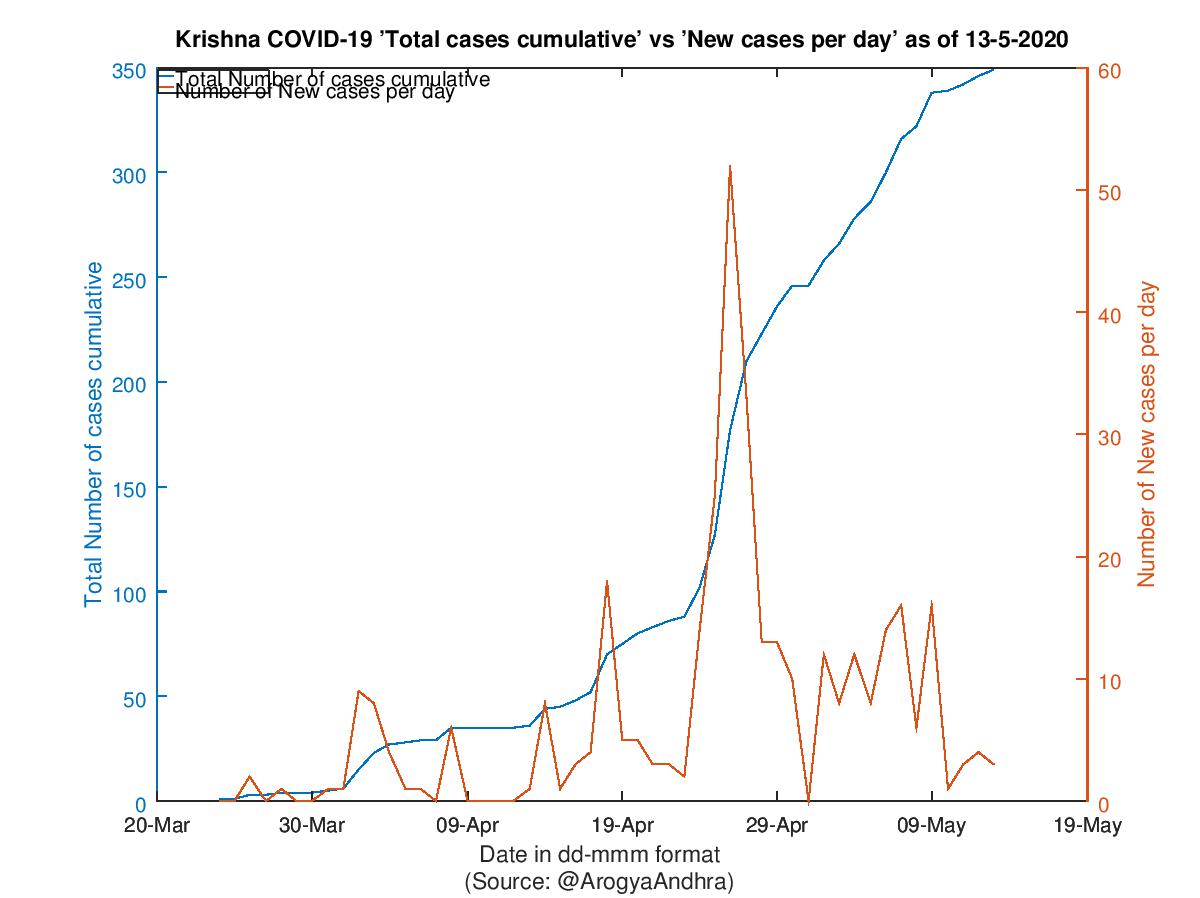 Krishna COVID-19 ’Total cases cumulative’ vs ’New cases per day’ as of 13-5-2020
Total Number of cases cumulative
Number of New cases per day
350
300
250
200
150
100
50
0
Total Number of cases cumulative
60
50
40
30
20
10
0
Number of New cases per day
20-Mar 30-Mar 09-Apr 19-Apr 29-Apr 09-May 19-May
Date in dd-mmm format
(Source: @ArogyaAndhra)